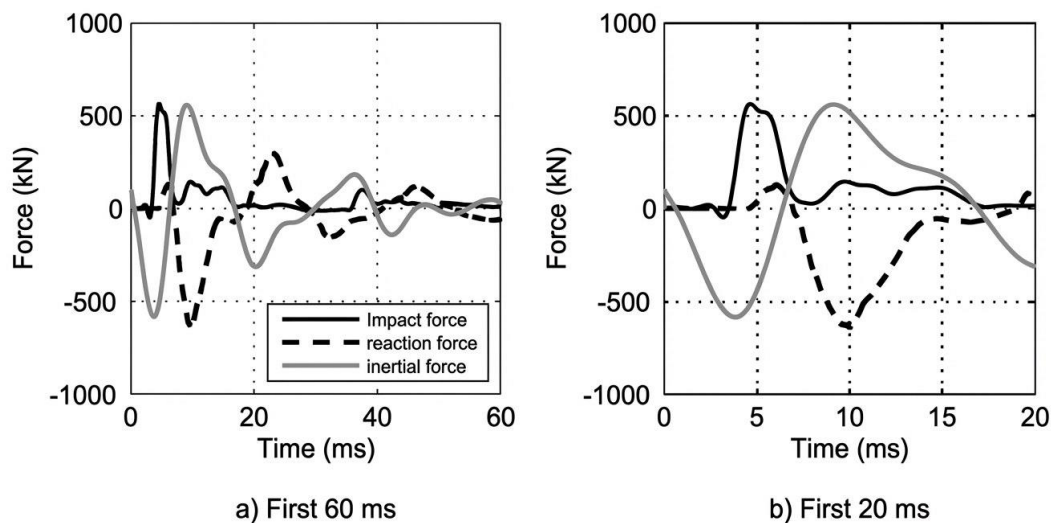 1000
500
0
-500
-1000
Force (kN)
Impact force
reaction force
inertial force
0 20 40 60
Time (ms)
a) First 60 ms
1000
500
0
-500
-1000
Force (kN)
0 5 10 15 20
Time (ms)
b) First 20 ms